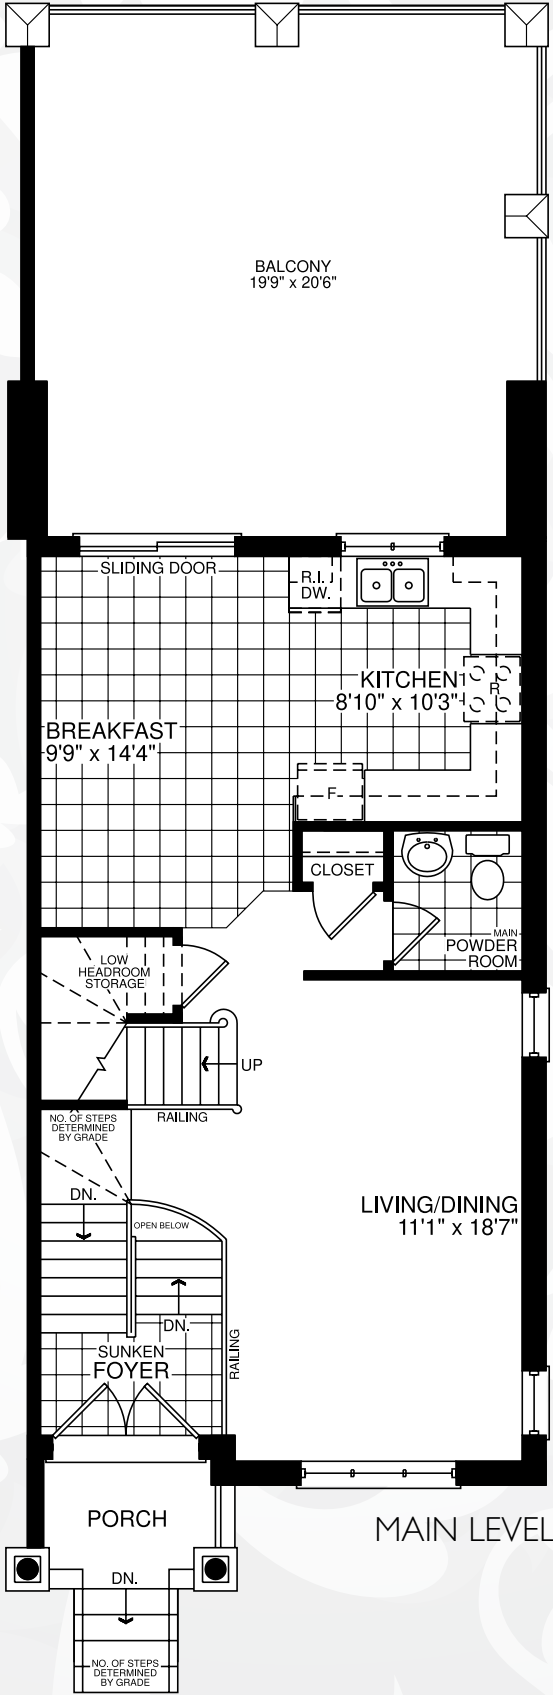 BALCONY
19'9" x 20'6"
SLIDING DOOR
R.I.
DW.
KITCHEN
8'10" x 10'3"
R
BREAKFAST
9'9" x 14'4"
F
CLOSET
MAIN
POWDER
ROOM
LOW
HEADROOM
STORAGE
UP
RAILING
NO. OF STEPS
DETERMINED
BY GRADE
DN.
LIVING/DINING
11'1" x 18'7"
OPEN BELOW
DN.
RAILING
SUNKEN
FOYER
PORCH
MAIN LEVEL
DN.
NO. OF STEPS
DETERMINED
BY GRADE